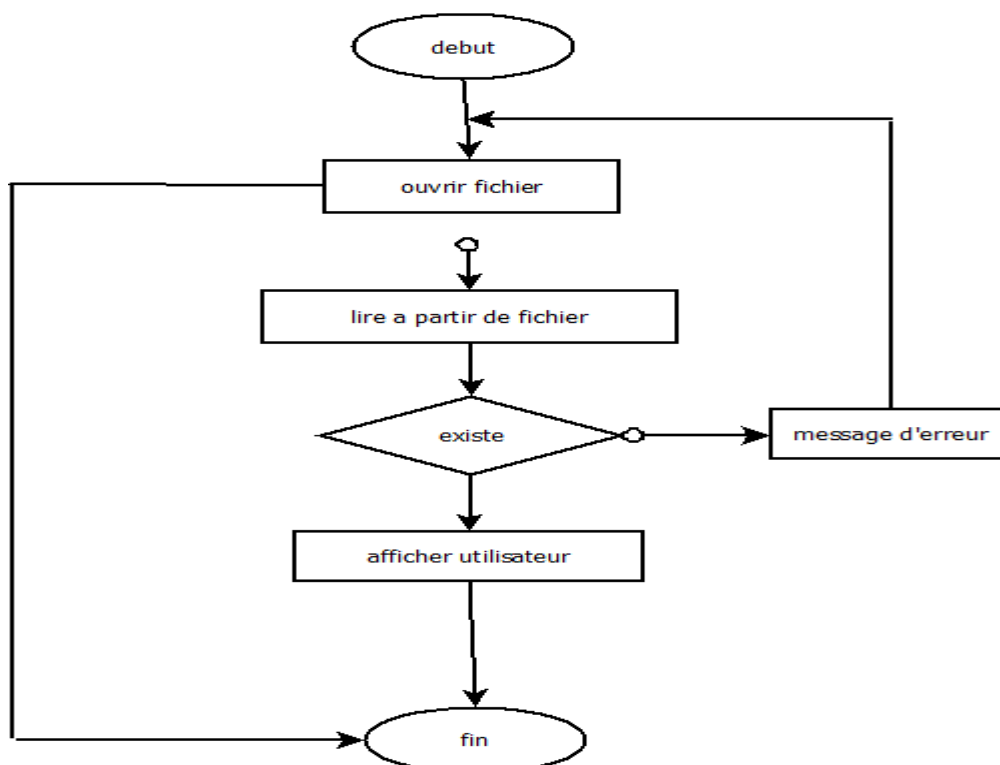 debut
ouvrir fichier
lire a partir de fichier
existe
message d'erreur
afficher utilisateur
fin